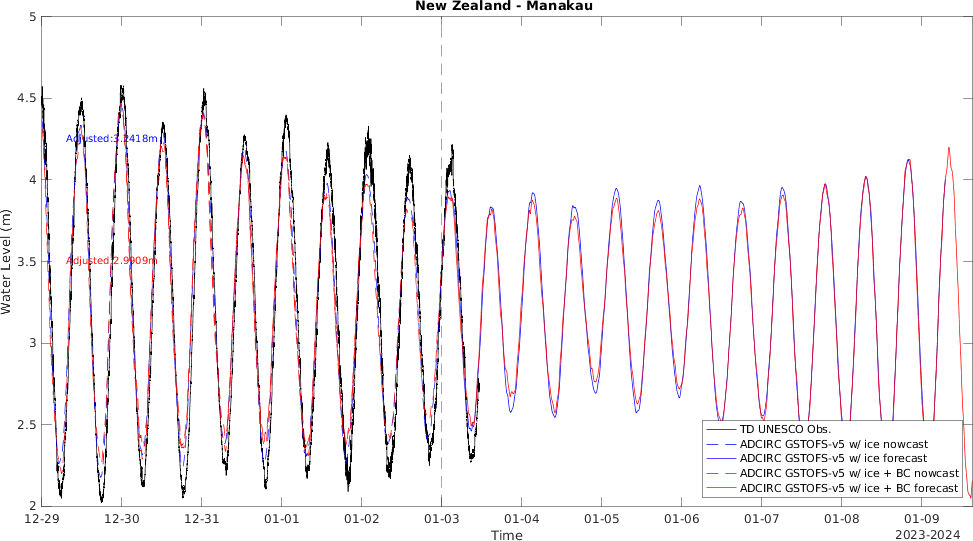 New Zealand - Manakau
5
4.5
4
3.5
3
2.5
2
Water Level (m)
Adjusted:3.2418m
Adjusted:2.9909m
TD UNESCO Obs.
ADCIRC GSTOFS-v5 w/ ice nowcast
ADCIRC GSTOFS-v5 w/ ice forecast
ADCIRC GSTOFS-v5 w/ ice + BC nowcast
ADCIRC GSTOFS-v5 w/ ice + BC forecast
12-29 12-30 12-31 01-01 01-02 01-03 01-04 01-05 01-06 01-07 01-08 01-09
2023-2024
Time